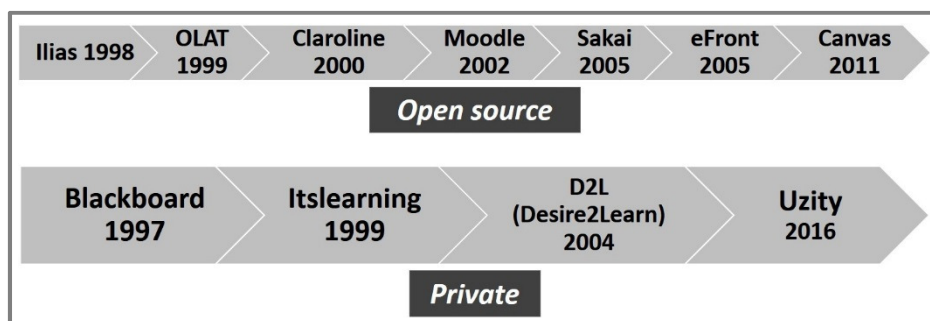 Ilias 1998
OLAT
1999
Claroline
2000
Moodle
2002
Sakai
2005
eFront
2005
Canvas
2011
Open source
Blackboard
1997
Itslearning
1999
D2L
(Desire2Learn)
2004
Uzity
2016
Private